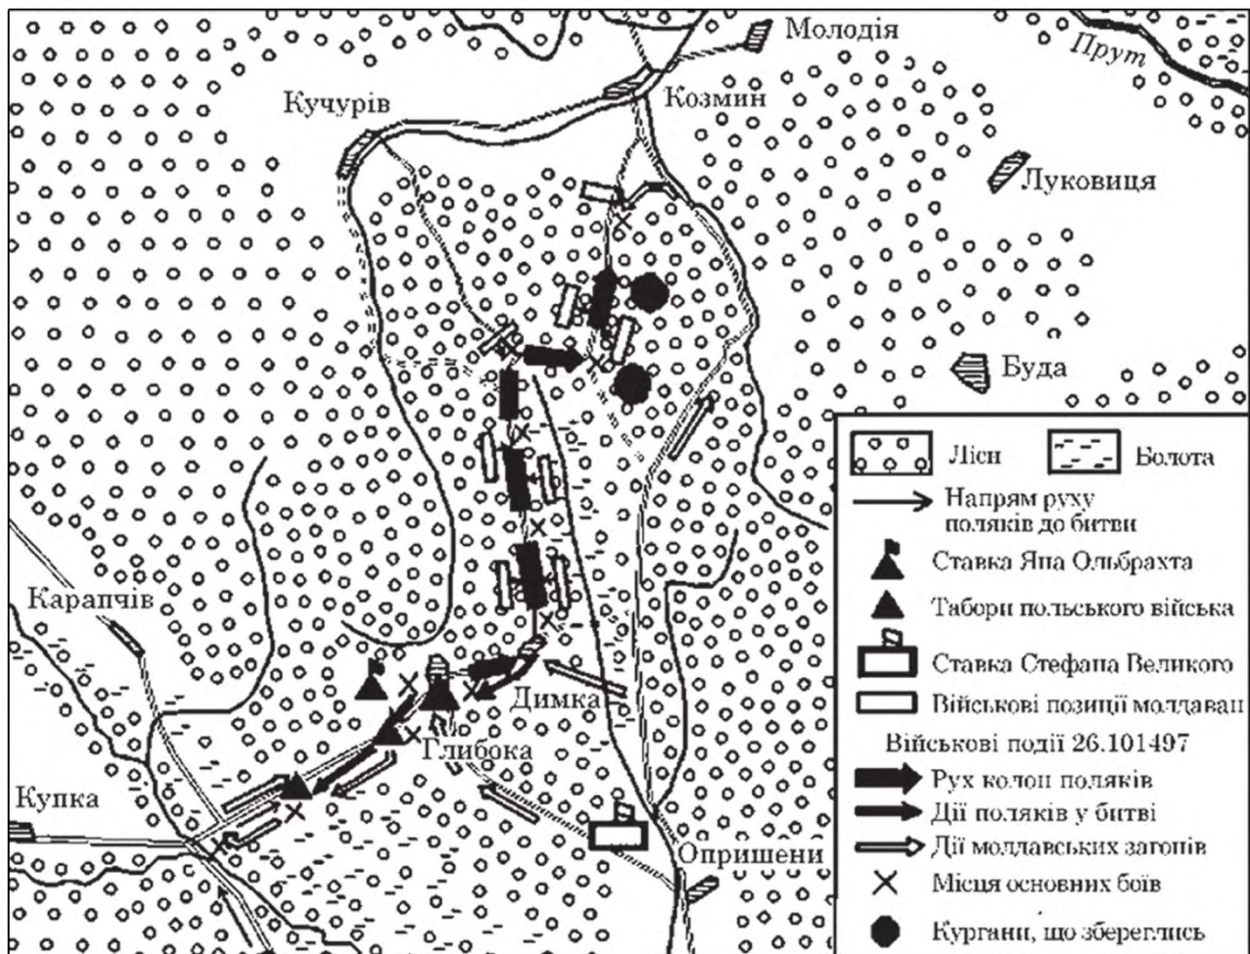 Молодія
Прут
Кучурів
Козмин
Луковиця
Буда
Карапчів
Димка
Глибока
Купка
Опришени
Ліси
Болота
Напрям руху
поляків до битви
Ставка Яна Ольбрахта
Табори польського війська
Ставка Стефана Великого
Військові позиції молдаван
Військові події 26.101497
Рух колон поляків
Дії поляків у битві
Дії молдавських загонів
Місця основних боїв
Кургани, що збереглись